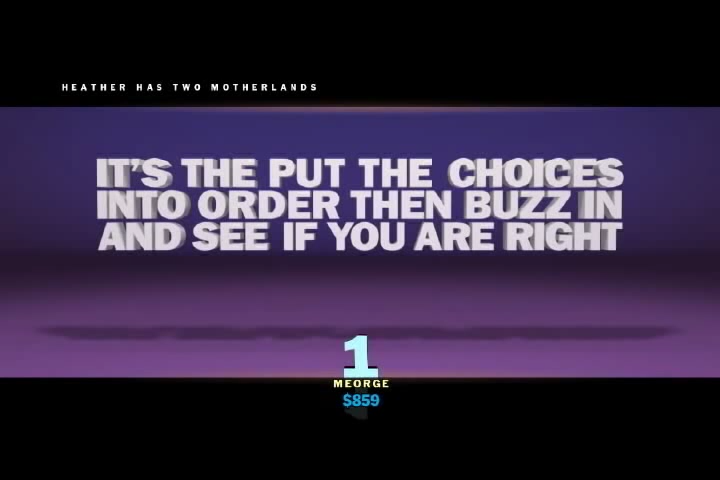 HEATHER HAS TWO MOTHERLANDS
IT'S THE PUT THE CHOICES
INTO ORDER THEN BUZZ IN
AND SEE IF YOU ARE RIGHT
1
MEORGE
$859